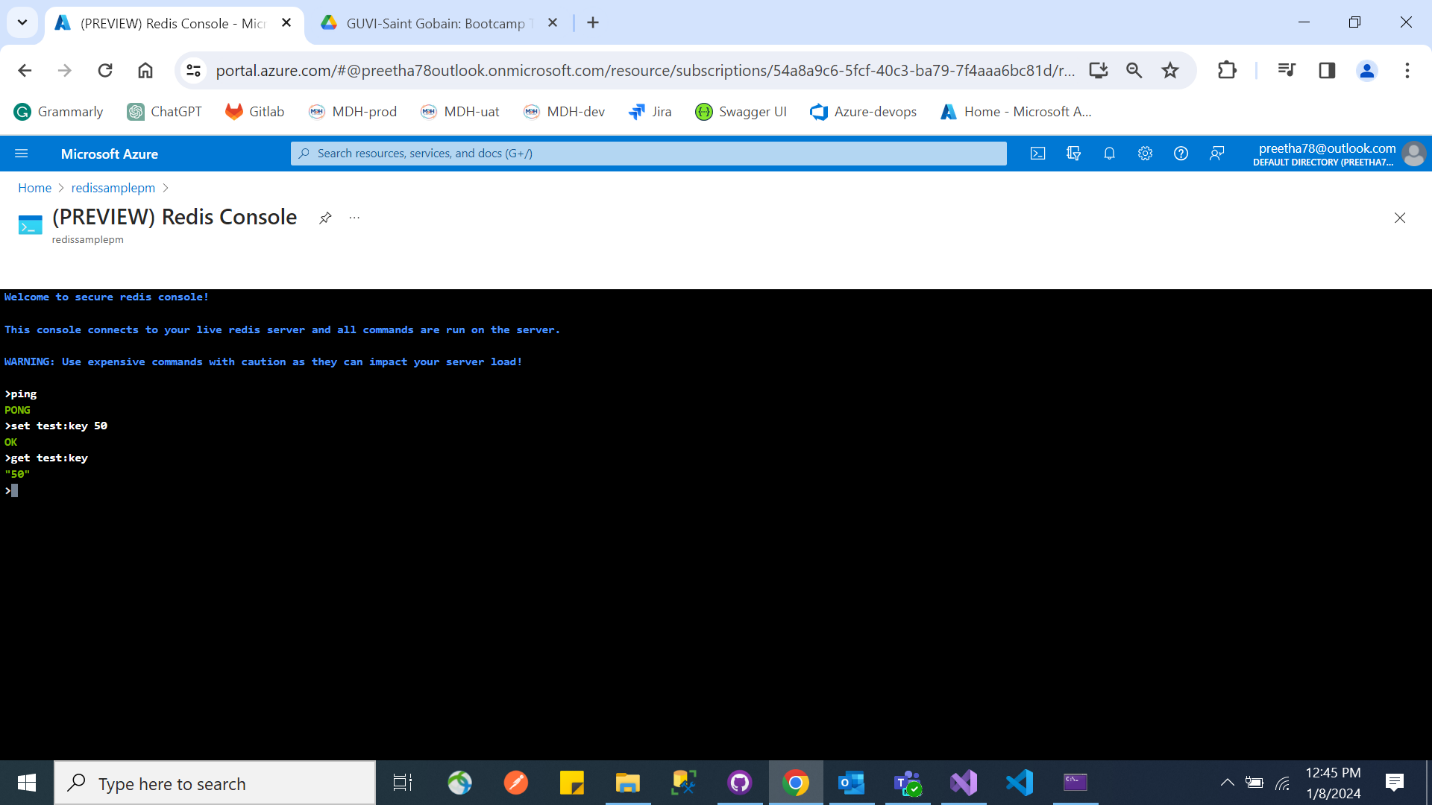 (PREVIEW) Redis Console - Micr
GUVI-Saint Gobain: Bootcamp T
portal.azure.com/#@preetha78outlook.onmicrosoft.com/resource/subscriptions/54a8a9c6-5fcf-40c3-ba79-7f4aaa6bc81d/r...
Grammarly ChatGPT Gitlab MDH-prod MDH-uat MDH-dev Jira Swagger UI Azure-devops Home - Microsoft A...
Microsoft Azure
Search resources, services, and docs (G+/)
preetha78@outlook.com
DEFAULT DIRECTORY (PREETHA7...
Home > redissamplepm >
(PREVIEW) Redis Console ...
redissamplepm
Welcome to secure redis console!
This console connects to your live redis server and all commands are run on the server.
WARNING: Use expensive commands with caution as they can impact your server load!
>ping
PONG
>set test:key 50
OK
>get test:key
"50"
>
Type here to search
12:45 PM
1/8/2024